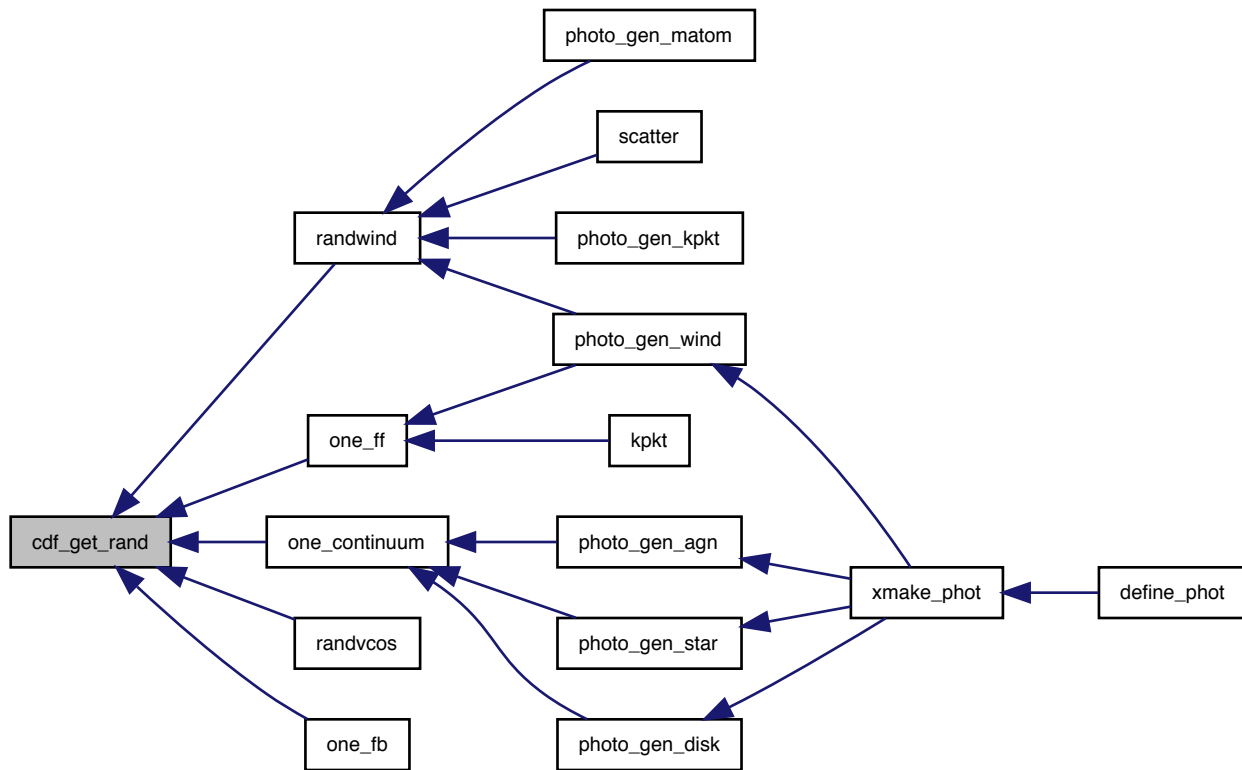 photo_gen_matom
scatter
randwind
photo_gen_kpkt
photo_gen_wind
one_ff
kpkt
cdf_get_rand
one_continuum
photo_gen_agn
xmake_phot
define_phot
randvcos
photo_gen_star
one_fb
photo_gen_disk